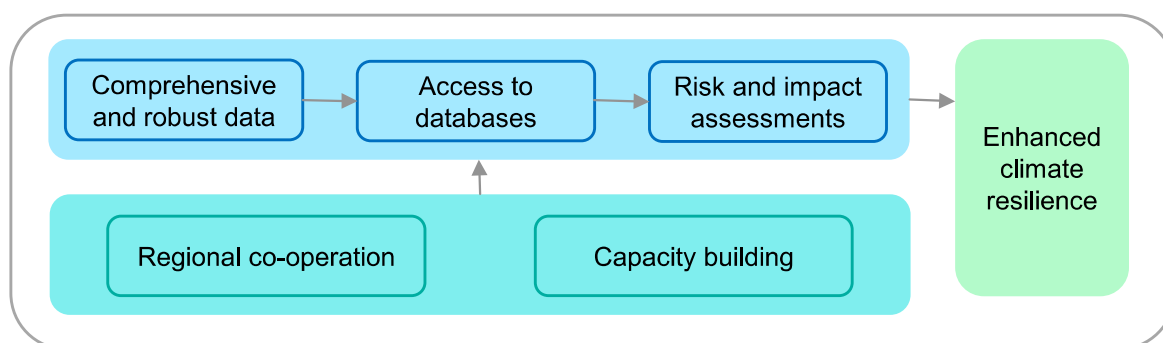 Comprehensive
and robust data
Access to
databases
Risk and impact
assessments
Enhanced
climate
resilience
Regional co-operation
Capacity building